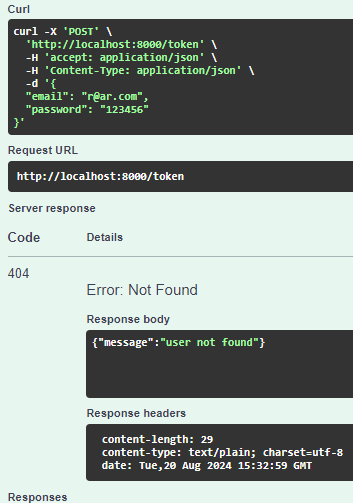 Curl
curl -X 'POST' \
'http://localhost:8000/token' \
-H 'accept: application/json' \
-H 'Content-Type: application/json' \
-d '{
"email": "r@ar.com",
"password": "123456"
}'
Request URL
http://localhost:8000/token
Server response
Code Details
404
Error: Not Found
Response body
{"message":"user not found"}
Response headers
content-length: 29
content-type: text/plain; charset=utf-8
date: Tue,20 Aug 2024 15:32:59 GMT
Responses